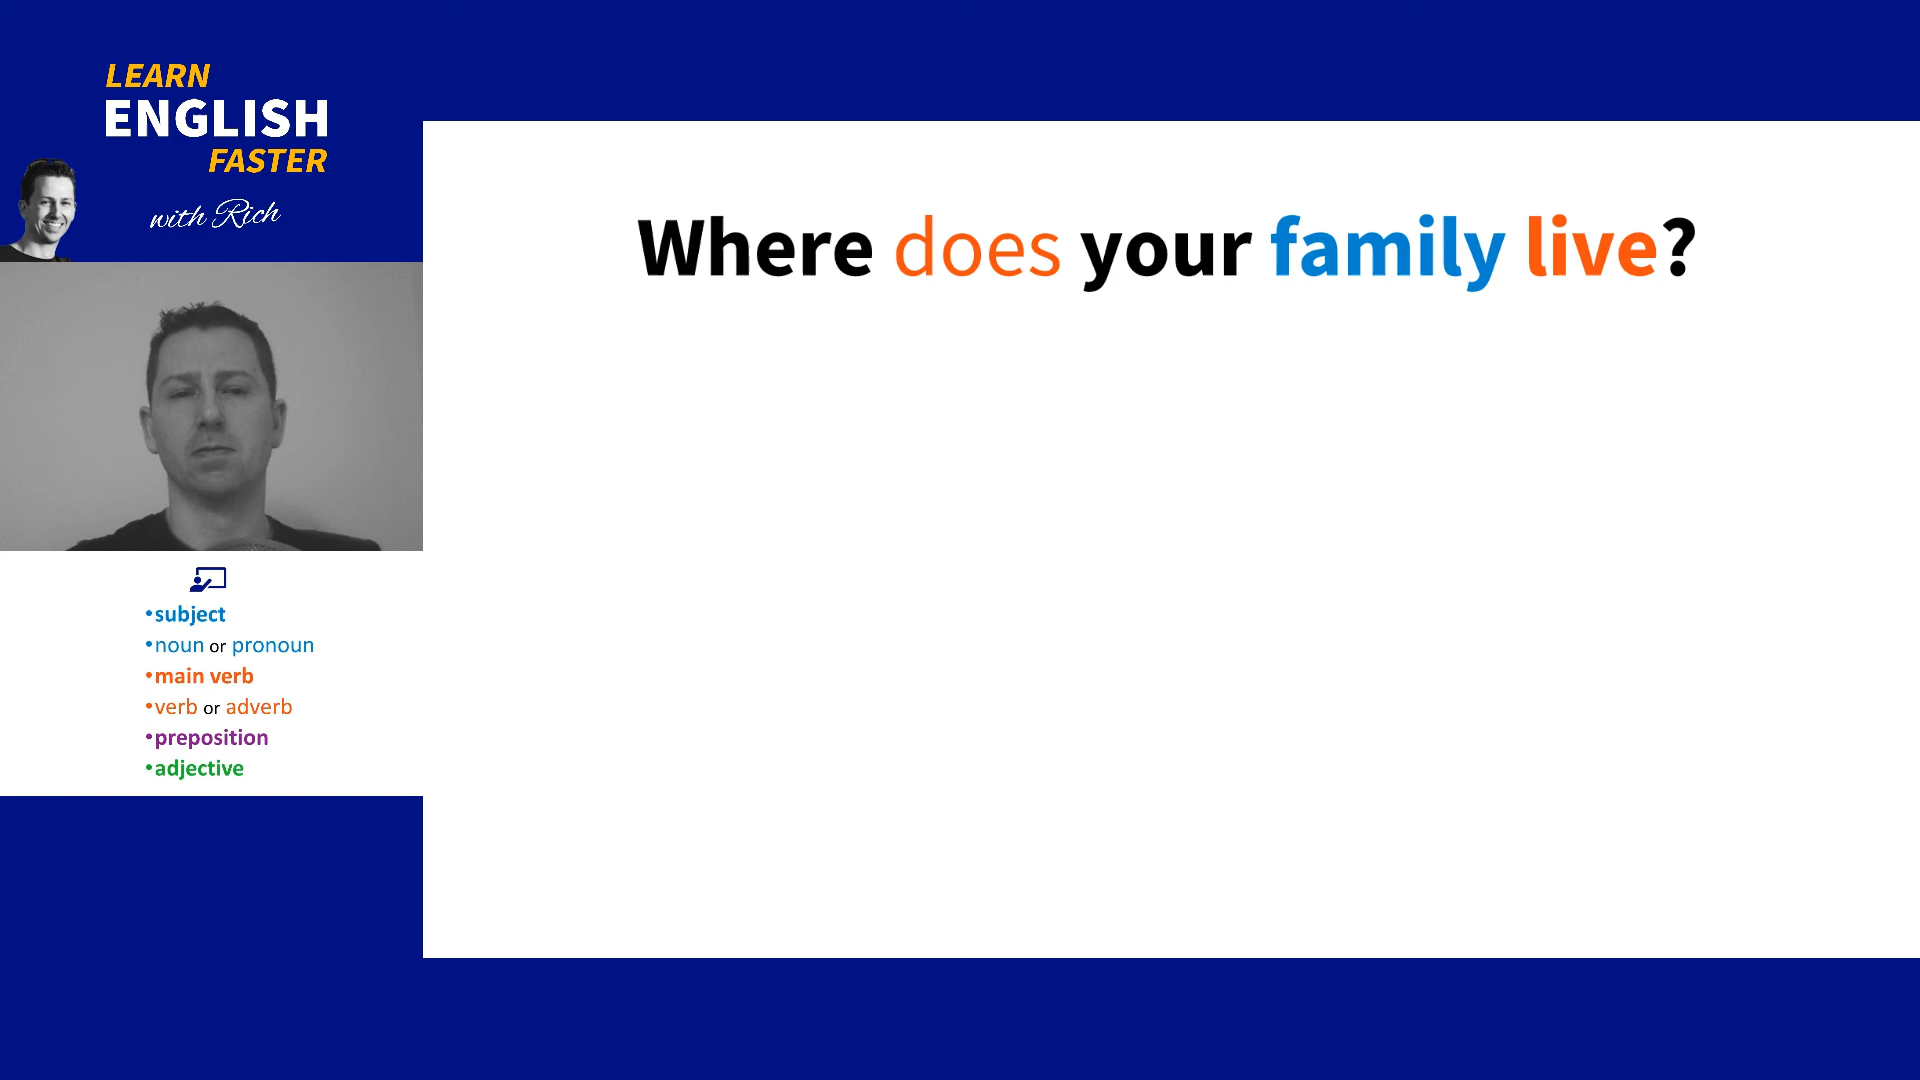 LEARN
ENGLISH
FASTER
with Rich
Where does your family live?
•subject
•noun or pronoun
•main verb
•verb or adverb
•preposition
•adjective